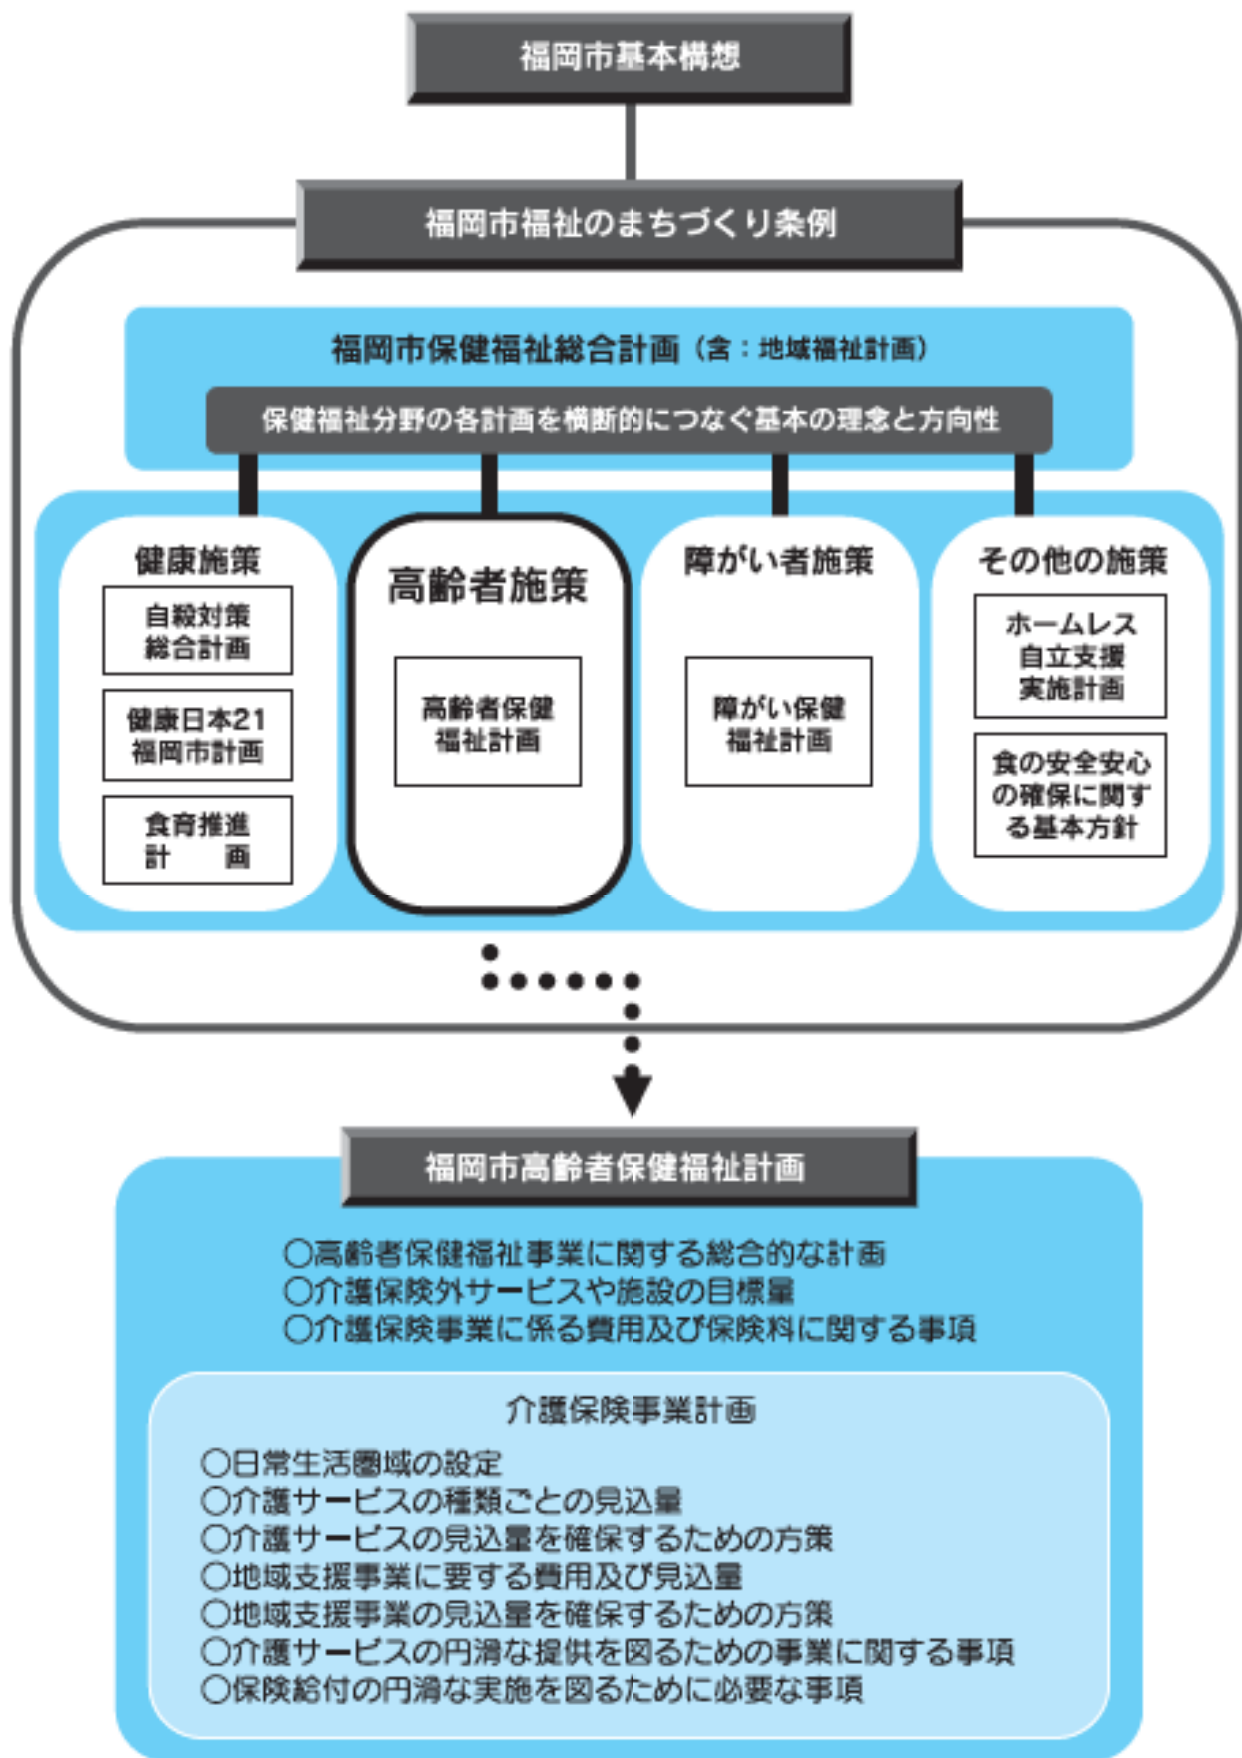 福岡市基本構想
福岡市福祉のまちづくり条例
福岡市保健福祉総合計画（含：地域福祉計画）
保健福祉分野の各計画を横断的につなぐ基本の理念と方向性
健康施策
自殺対策
総合計画
健康日本21
福岡市計画
食育推進
計　　画
高齢者施策
高齢者保健
福祉計画
障がい者施策
障がい保健
福祉計画
その他の施策
ホームレス
自立支援
実施計画
食の安全安心
の確保に関す
る基本方針
福岡市高齢者保健福祉計画
○高齢者保健福祉事業に関する総合的な計画
○介護保険外サービスや施設の目標量
○介護保険事業に係る費用及び保険料に関する事項
介護保険事業計画
○日常生活圏域の設定
○介護サービスの種類ごとの見込量
○介護サービスの見込量を確保するための方策
○地域支援事業に要する費用及び見込量
○地域支援事業の見込量を確保するための方策
○介護サービスの円滑な提供を図るための事業に関する事項
○保険給付の円滑な実施を図るために必要な事項